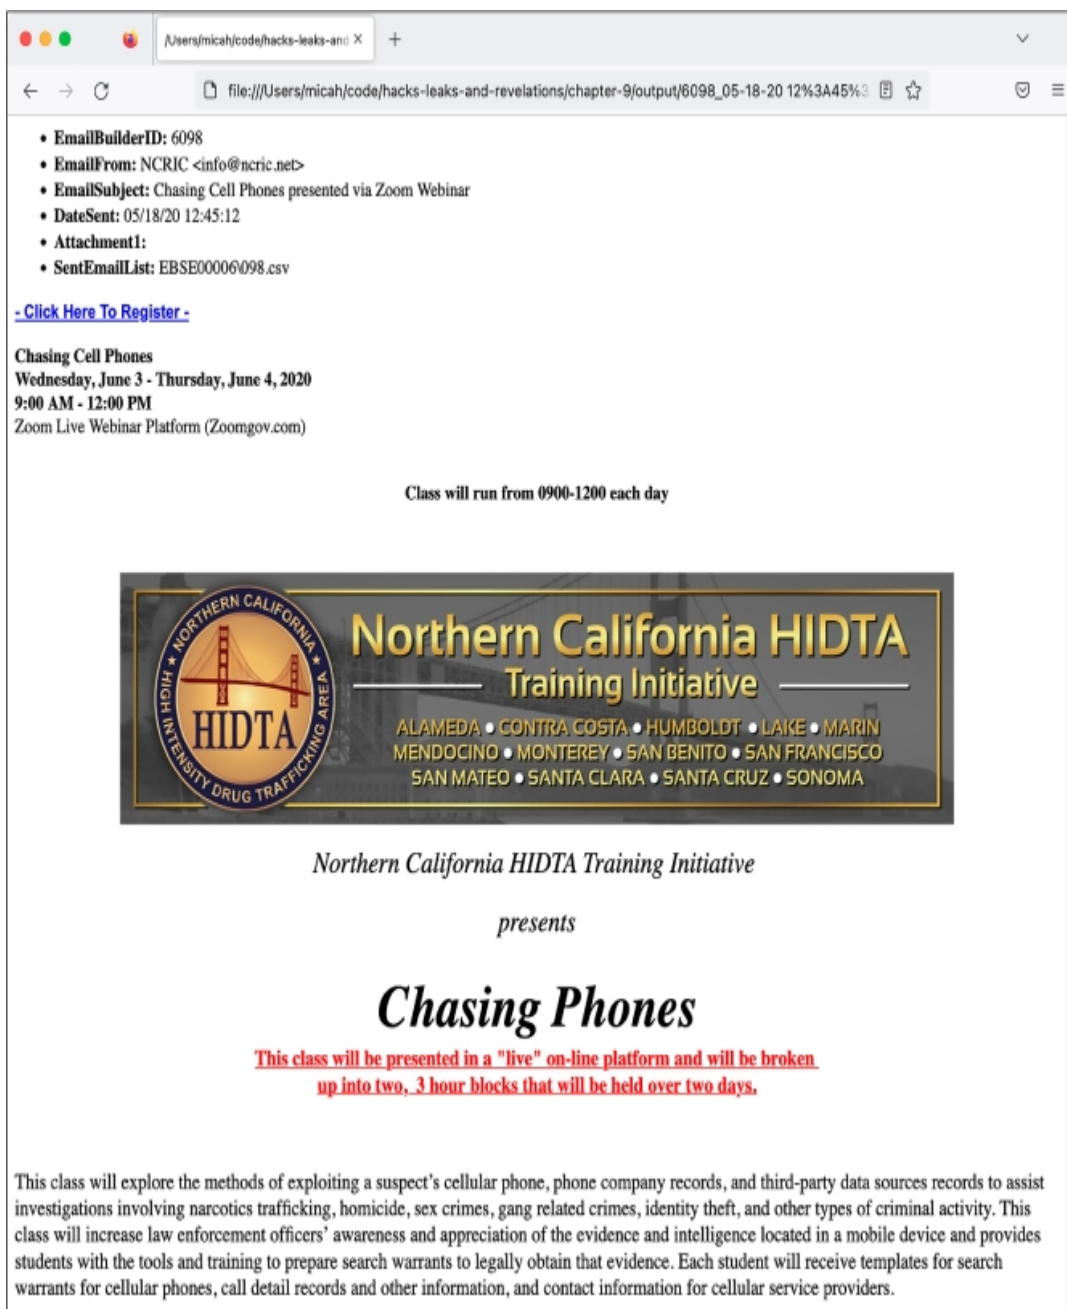 /Users/micah/code/hacks-leaks-and
file:///Users/micah/code/hacks-leaks-and-revelations/chapter-9/output/6098_05-18-20 12%3A45%3
• EmailBuilderID: 6098
• EmailFrom: NCRIC <info@ncric.net>
• EmailSubject: Chasing Cell Phones presented via Zoom Webinar
• DateSent: 05/18/20 12:45:12
• Attachment1:
• SentEmailList: EBSE00006\098.csv
- Click Here To Register -
Chasing Cell Phones
Wednesday, June 3 - Thursday, June 4, 2020
9:00 AM - 12:00 PM
Zoom Live Webinar Platform (Zoomgov.com)
Class will run from 0900-1200 each day
NORTHERN CALIFORNIA
HIGH INTENSITY DRUG TRAFFICKING AREA
HIDTA
Northern California HIDTA
Training Initiative
ALAMEDA • CONTRA COSTA • HUMBOLDT • LAKE • MARIN
MENDOCINO • MONTEREY • SAN BENITO • SAN FRANCISCO
SAN MATEO • SANTA CLARA • SANTA CRUZ • SONOMA
Northern California HIDTA Training Initiative
presents
Chasing Phones
This class will be presented in a "live" on-line platform and will be broken
up into two, 3 hour blocks that will be held over two days.
This class will explore the methods of exploiting a suspect's cellular phone, phone company records, and third-party data sources records to assist
investigations involving narcotics trafficking, homicide, sex crimes, gang related crimes, identity theft, and other types of criminal activity. This
class will increase law enforcement officers' awareness and appreciation of the evidence and intelligence located in a mobile device and provides
students with the tools and training to prepare search warrants to legally obtain that evidence. Each student will receive templates for search
warrants for cellular phones, call detail records and other information, and contact information for cellular service providers.